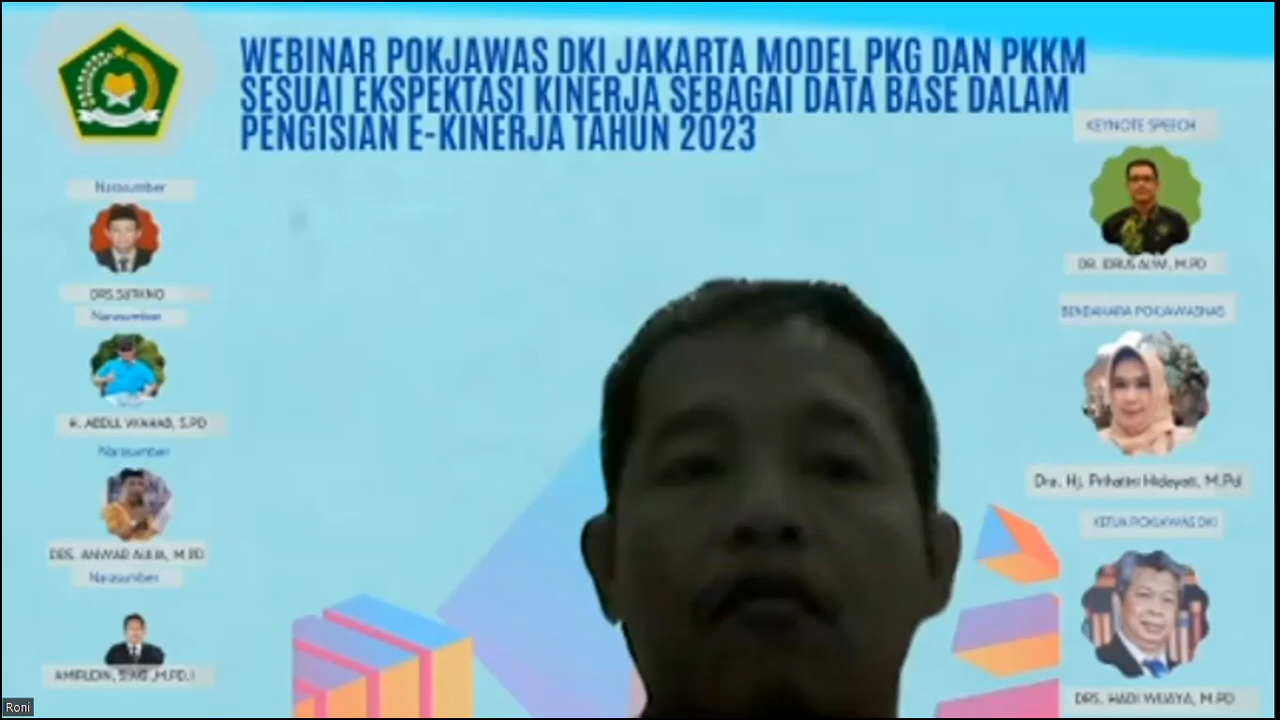 WEBINAR POKJAWAS DKI JAKARTA MODEL PKG DAN PKKM
SESUAI EKSPEKTASI KINERJA SEBAGAI DATA BASE DALAM
PENGISIAN E-KINERJA TAHUN 2023
Narasumber
DRS.SUTIKNO
Narasumber
H. ABDUL WAHAB, S.PD
Narasumber
DRS. ANWAR AULIA, M.PD
Narasumber
AMIRUDIN, ,M.PD.I
KEYNOTE SPEECH
DR. IDRUS ALWI, M.PD
BENDAHARA POKJAWASNAS
Dra. Hj. Prihatini Hidayati, M.Pd
KETUA POKJAWAS DKI
DRS. HADI WIJAYA, M.PD
Roni